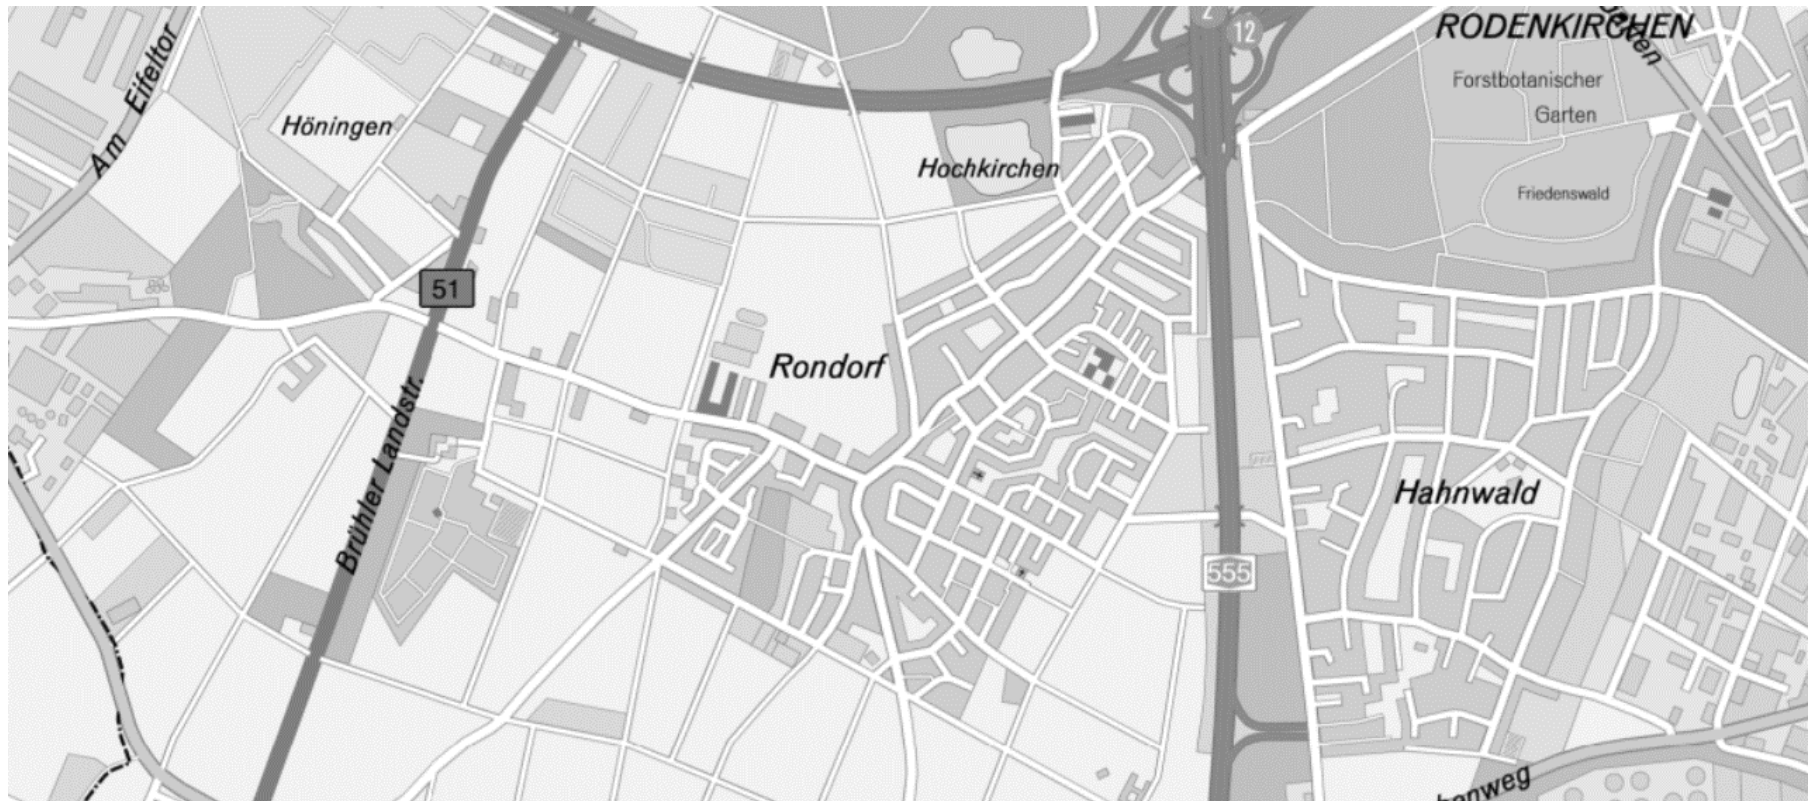 2
12
RODENKIRCHEN
Forstbotanischer
Garten
Am Eifeltor
Höningen
Hochkirchen
Friedenswald
51
Rondorf
Brühler Landstr.
Hahnwald
555